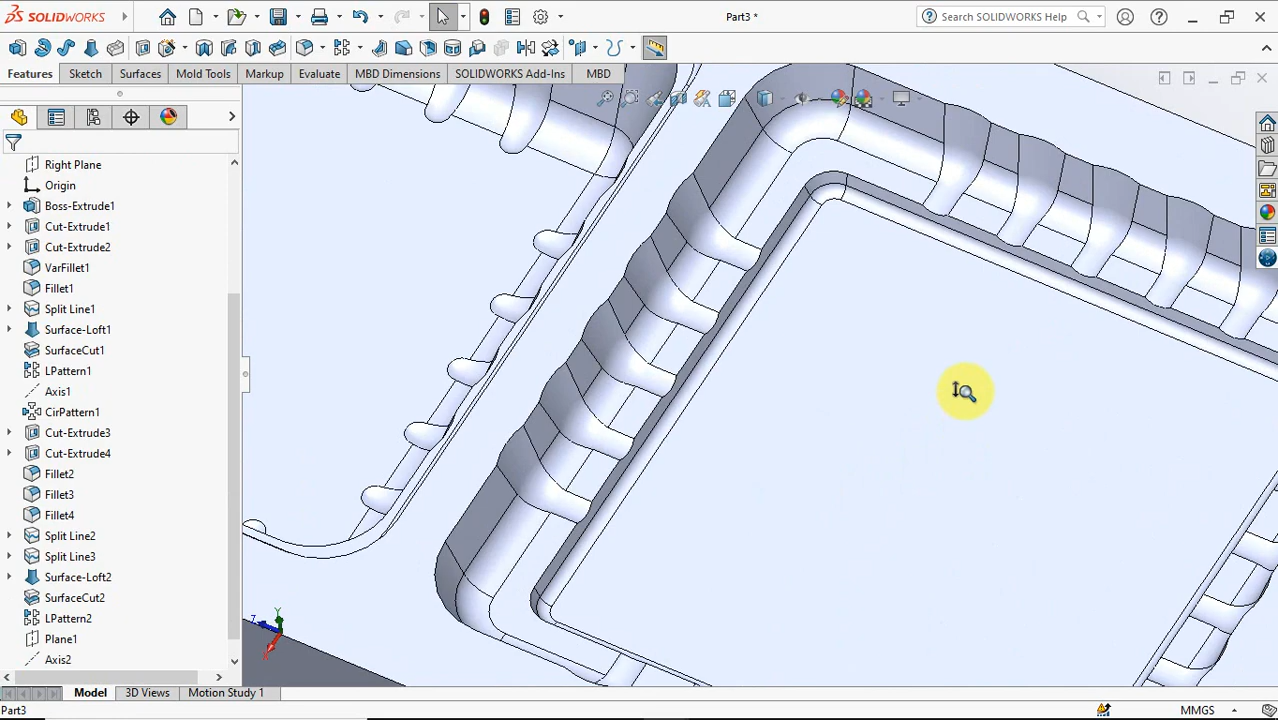 SOLIDWORKS
Part3 *
Search SOLIDWORKS Help
Features
Sketch
Surfaces
Mold Tools
Markup
Evaluate
MBD Dimensions
SOLIDWORKS Add-Ins
MBD
Right Plane
Origin
Boss-Extrude1
Cut-Extrude1
Cut-Extrude2
VarFillet1
Fillet1
Split Line1
Surface-Loft1
SurfaceCut1
LPattern1
Axis1
CirPattern1
Cut-Extrude3
Cut-Extrude4
Fillet2
Fillet3
Fillet4
Split Line2
Split Line3
Surface-Loft2
SurfaceCut2
LPattern2
Plane1
Axis2
Y
Z
X
Model
3D Views
Motion Study 1
Part3
MMGS